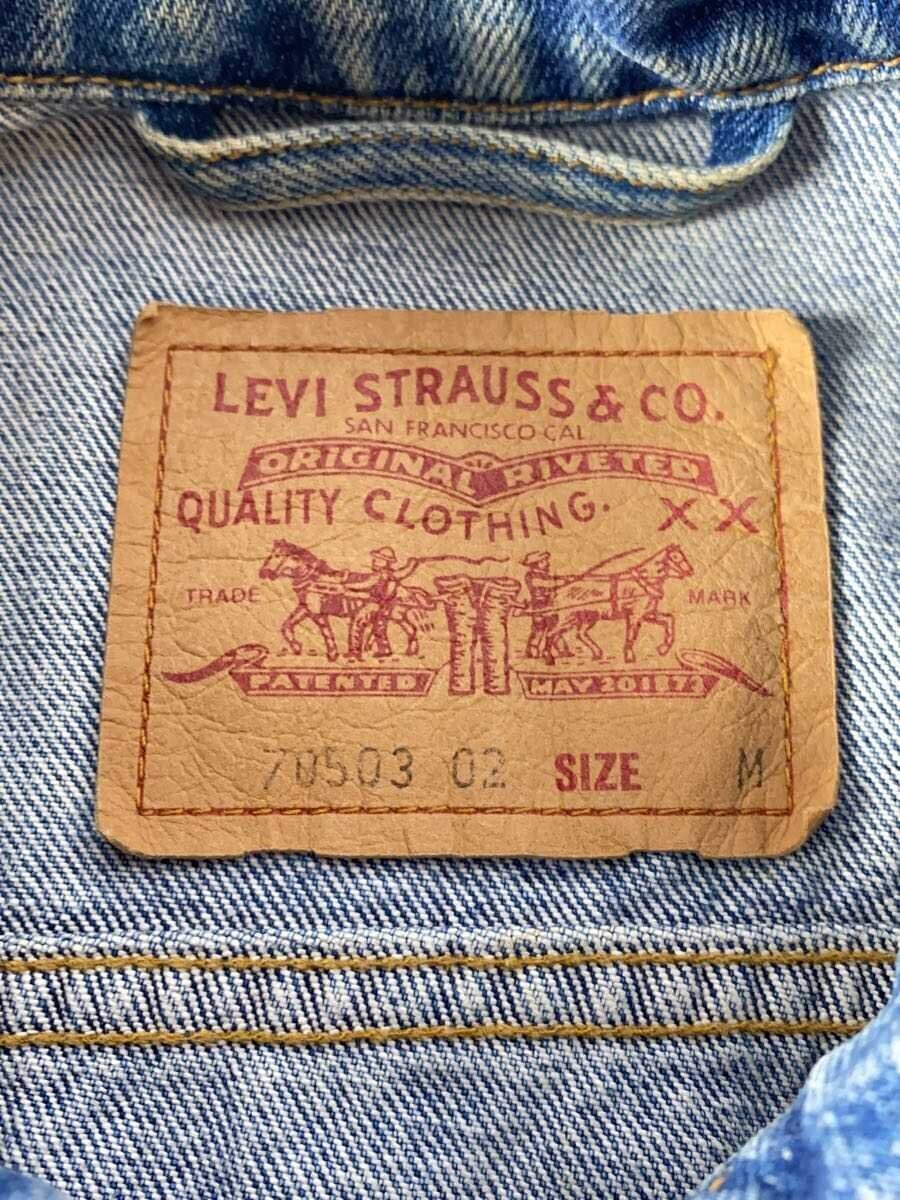 LEVI STRAUSS & CO.
SAN FRANCISCO CAL
ORIGINAL RIVETED
QUALITY CLOTHING. XX
TRADE MARK
PATENTED MAY 20 1873
70503 02 SIZE M